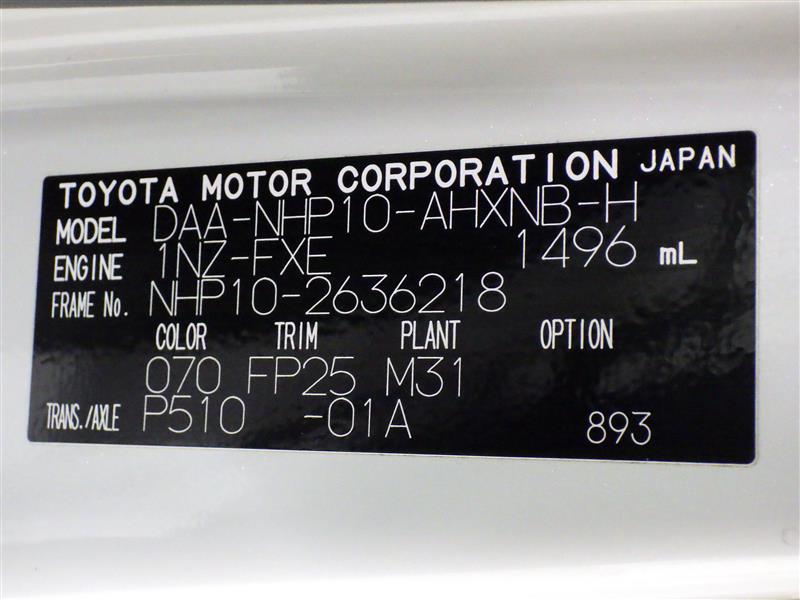 TOYOTA MOTOR CORPORATION JAPAN
MODEL DAA-NHP10-AHXNB-H
ENGINE 1NZ-FXE 1496 mL
FRAME No. NHP10-2636218
COLOR TRIM PLANT OPTION
070 FP25 M31
TRANS./AXLE P510 -01A 893